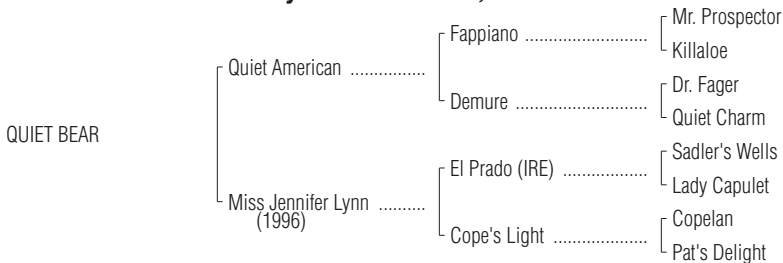 Mr. Prospector
Fappiano ..........................
Killaloe
Quiet American ................
Dr. Fager
Demure ............................
Quiet Charm
QUIET BEAR
Sadler's Wells
El Prado (IRE) ..................
Lady Capulet
Miss Jennifer Lynn ..........
(1996)
Copelan
Cope's Light ....................
Pat's Delight